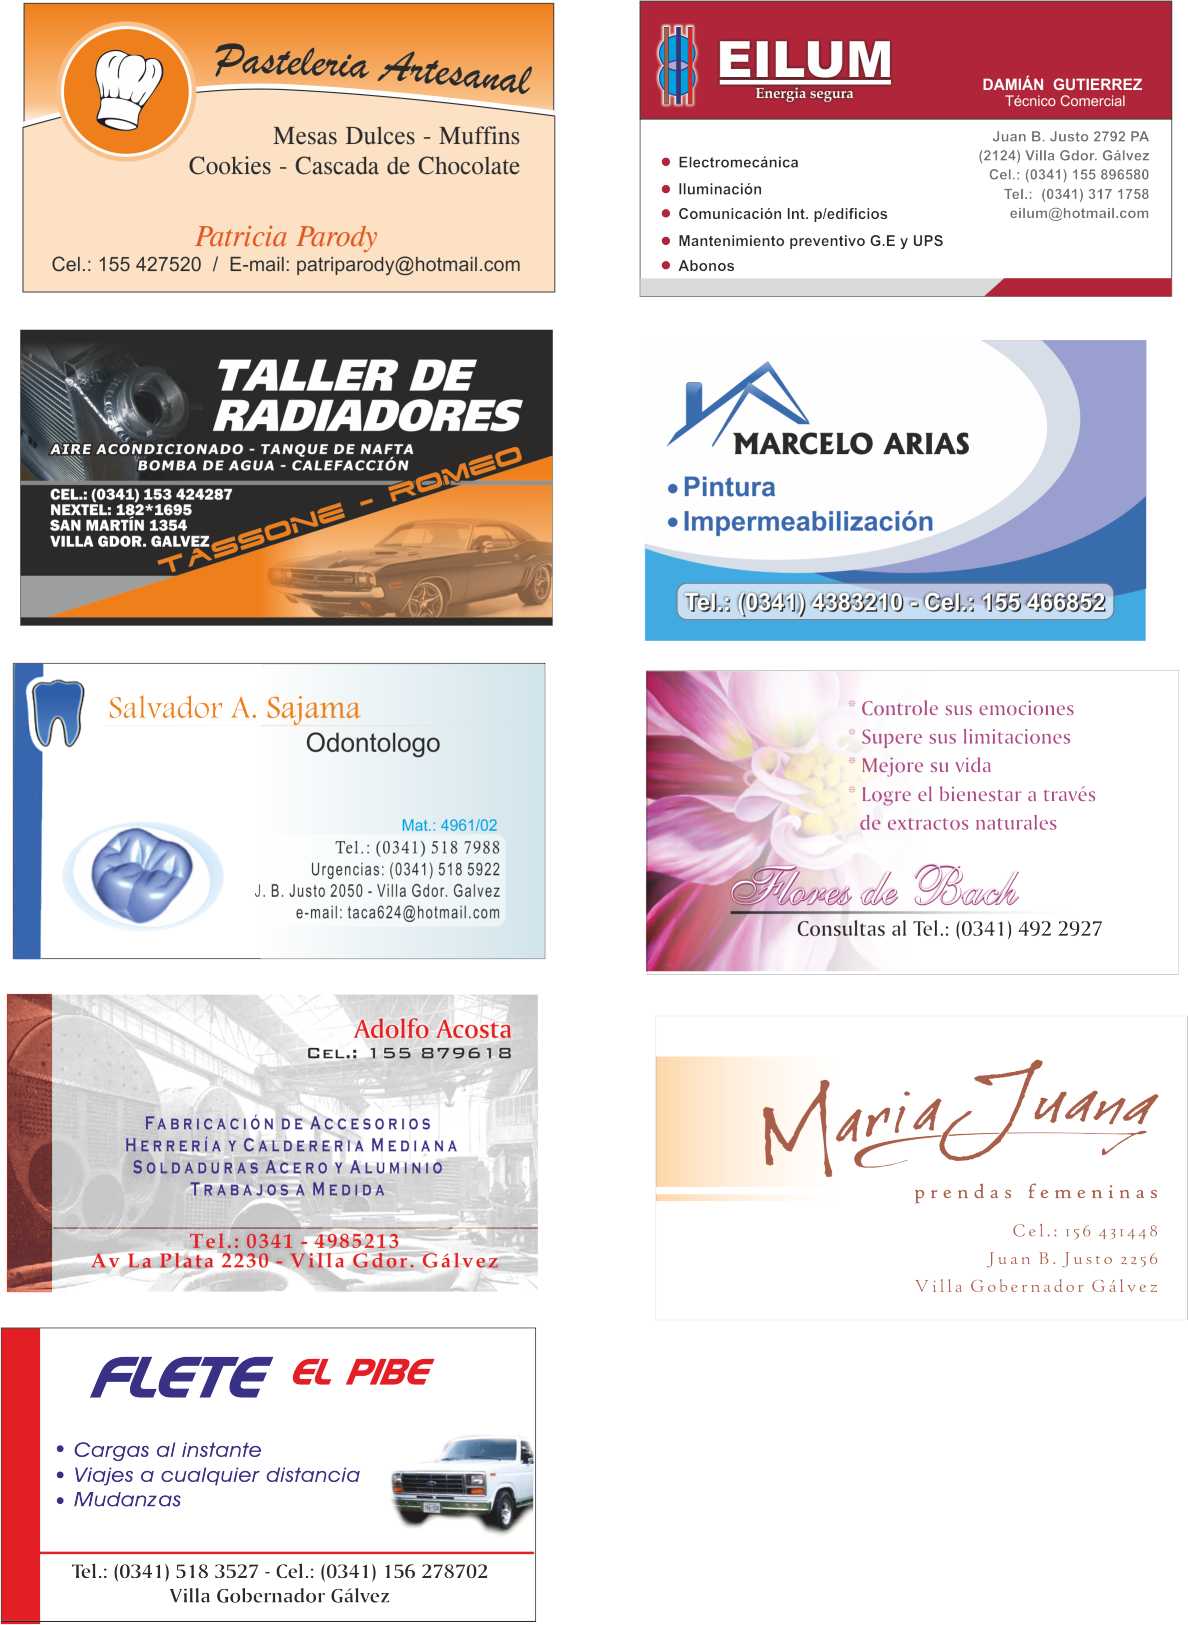 Pasteleria Artesanal
Mesas Dulces - Muffins
Cookies - Cascada de Chocolate
Patricia Parody
Cel.: 155 427520 / E-mail: patriparody@hotmail.com
EILUM
Energia segura
DAMIÁN GUTIERREZ
Técnico Comercial
Juan B. Justo 2792 PA
(2124) Villa Gdor. Gálvez
Cel.: (0341) 155 896580
Tel.: (0341) 317 1758
eilum@hotmail.com
• Electromecánica
• Iluminación
• Comunicación Int. p/edificios
• Mantenimiento preventivo G.E y UPS
• Abonos
TALLER DE
RADIADORES
AIRE ACONDICIONADO - TANQUE DE NAFTA
BOMBA DE AGUA - CALEFACCIÓN
CEL.: (0341) 153 424287
NEXTEL: 182*1695
SAN MARTÍN 1354
VILLA GDOR. GALVEZ
TASSONE - ROMEO
MARCELO ARIAS
• Pintura
• Impermeabilización
Tel.: (0341) 4383210 - Cel.: 155 466852
Salvador A. Sajama
Odontologo
Mat.: 4961/02
Tel.: (0341) 518 7988
Urgencias: (0341) 518 5922
J. B. Justo 2050 - Villa Gdor. Galvez
e-mail: taca624@hotmail.com
* Controle sus emociones
* Supere sus limitaciones
* Mejore su vida
* Logre el bienestar a través
de extractos naturales
Flores de Bach
Consultas al Tel.: (0341) 492 2927
Adolfo Acosta
CEL.: 155 879618
FABRICACIÓN DE ACCESORIOS
HERRERÍA Y CALDERERIA MEDIANA
SOLDADURAS ACERO Y ALUMINIO
TRABAJOS A MEDIDA
Tel.: 0341 - 4985213
Av La Plata 2230 - Villa Gdor. Gálvez
Maria Juana
prendas femeninas
Cel.: 156 431448
Juan B. Justo 2256
Villa Gobernador Gálvez
FLETE EL PIBE
• Cargas al instante
• Viajes a cualquier distancia
• Mudanzas
Tel.: (0341) 518 3527 - Cel.: (0341) 156 278702
Villa Gobernador Gálvez